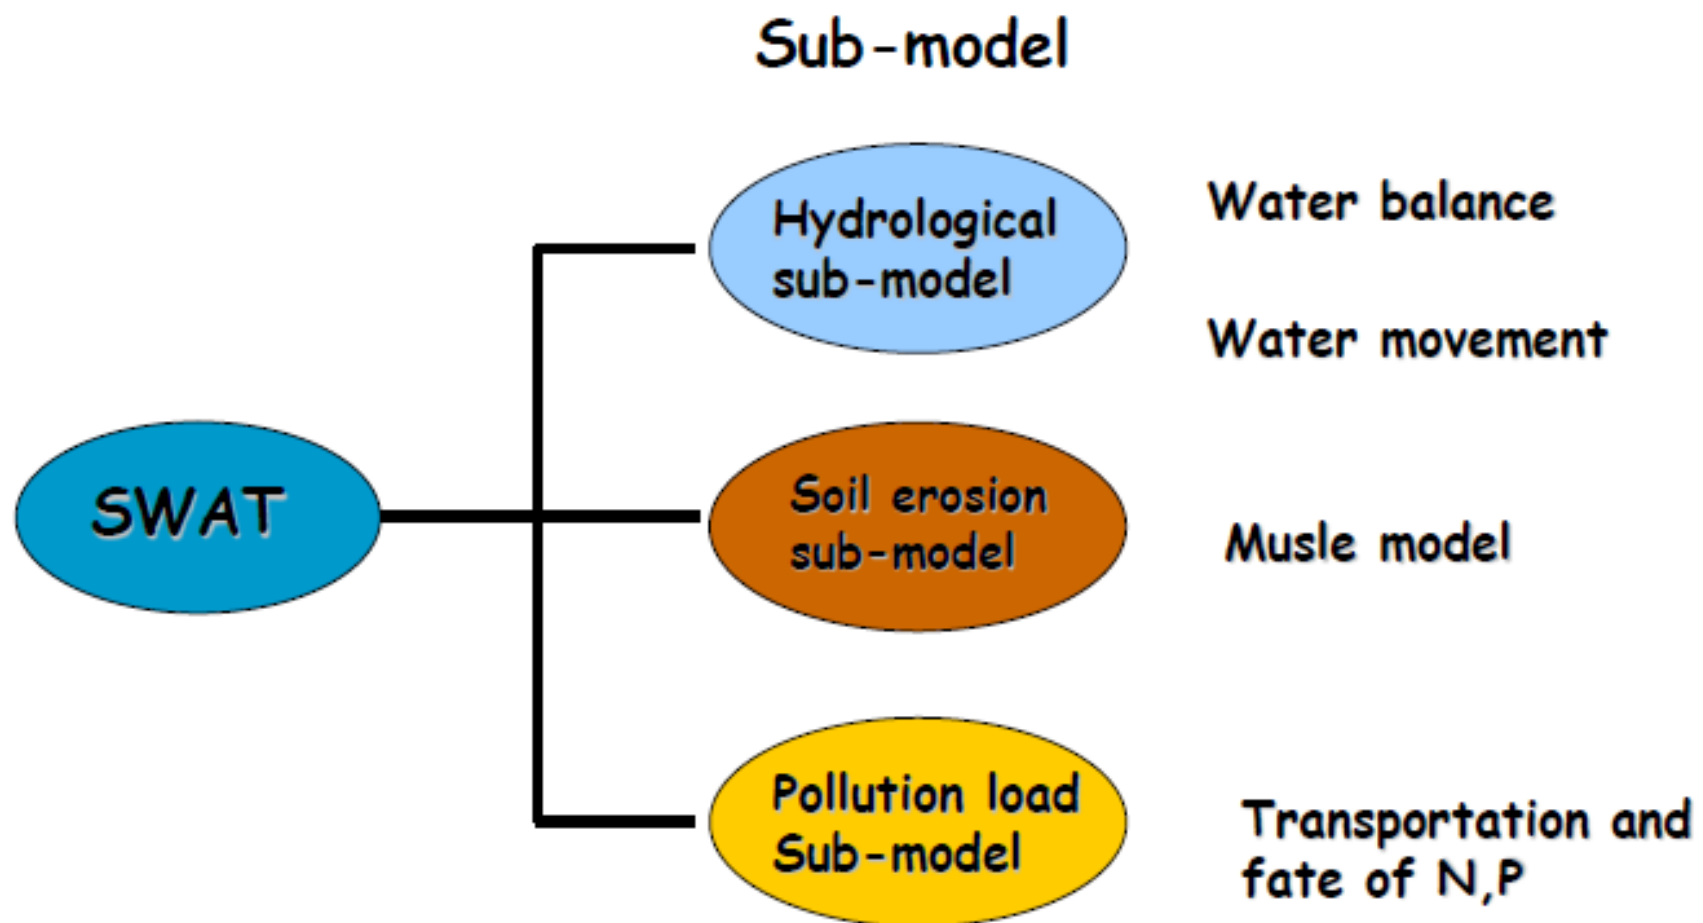 Sub-model
Hydrological
sub-model
Water balance
Water movement
SWAT
Soil erosion
sub-model
Musle model
Pollution load
Sub-model
Transportation and
fate of N,P